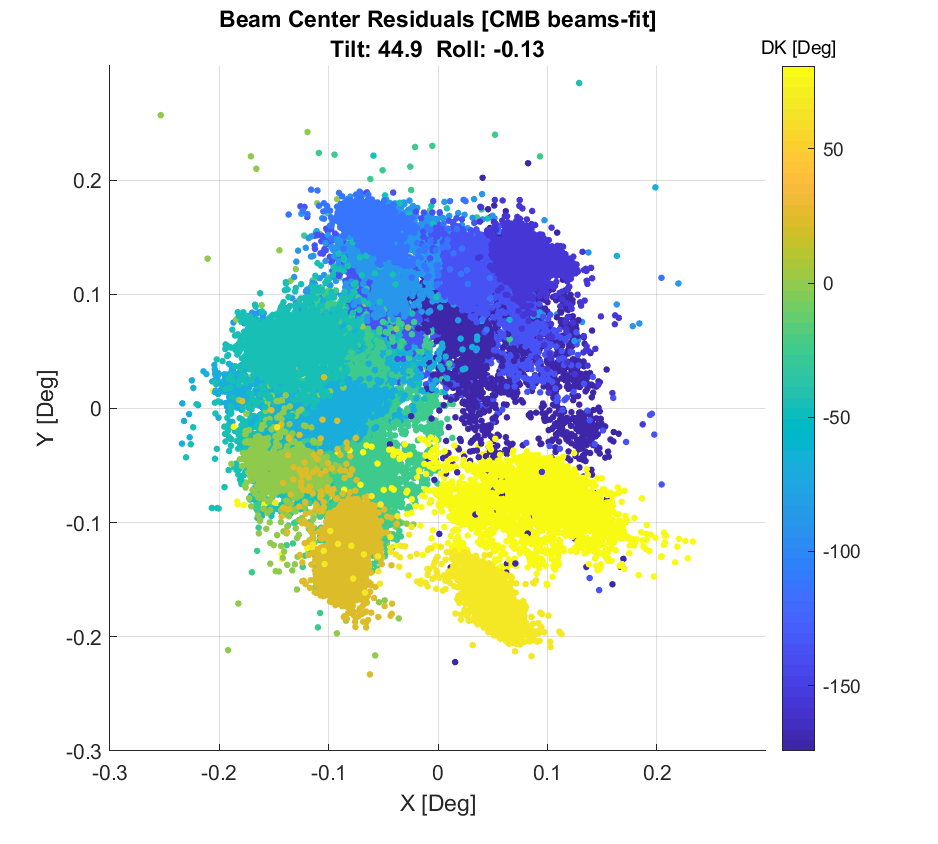 Beam Center Residuals [CMB beams-fit]
Tilt: 44.9 Roll: -0.13
DK [Deg]
50
0
-50
-100
-150
0.2
0.1
0
-0.1
-0.2
-0.3
Y [Deg]
-0.3 -0.2 -0.1 0 0.1 0.2
X [Deg]